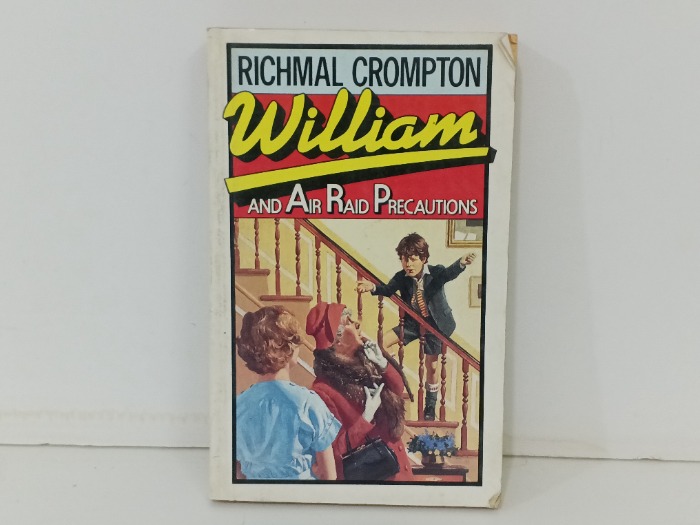 RICHMAL CROMPTON
William
AND AIR RAID PRECAUTIONS